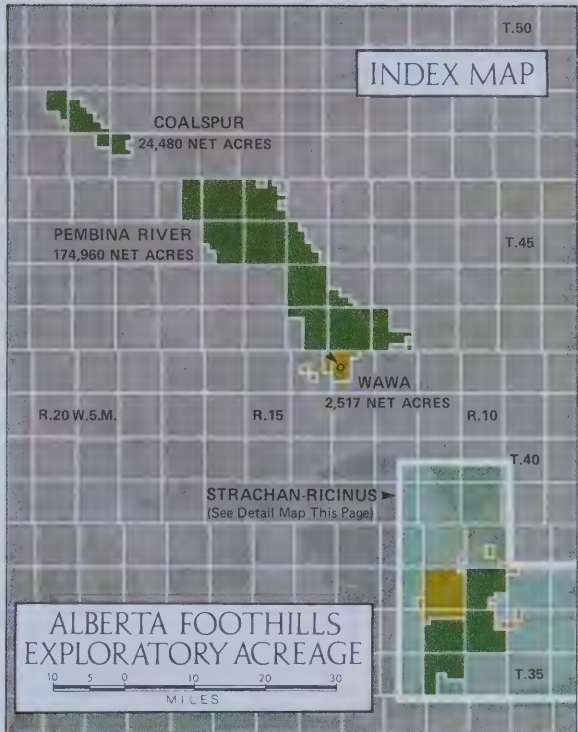 T.50
INDEX MAP
COALSPUR
24,480 NET ACRES
PEMBINA RIVER
174,960 NET ACRES
T.45
WAWA
2,517 NET ACRES
R.20 W.5.M.
R.15
R.10
T.40
STRACHAN-RICINUS
(See Detail Map This Page)
ALBERTA FOOTHILLS
EXPLORATORY ACREAGE
10 5 0 10 20 30
MILES
T.35